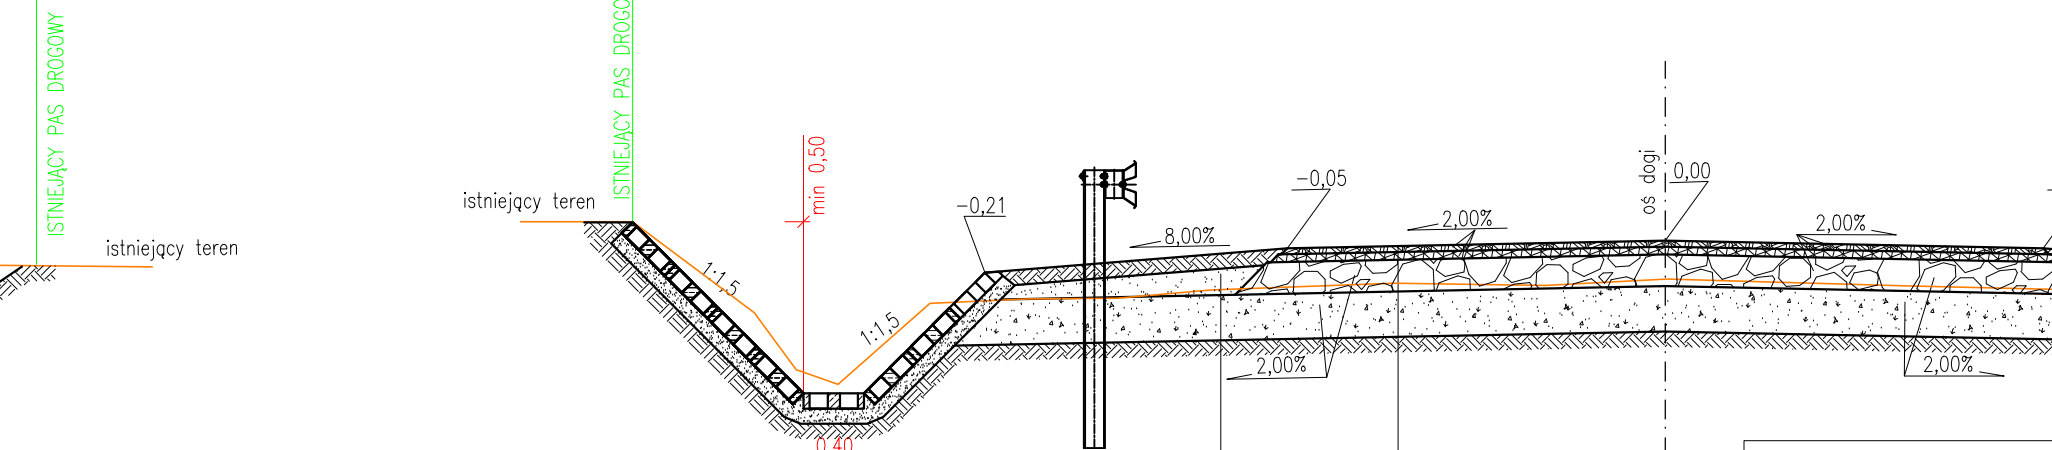 ISTNIEJĄCY PAS DROGOWY
istniejący teren
istniejący teren
ISTNIEJĄCY PAS DROGO
min 0,50
1:1,5
1:1,5
0,40
-0,21
8,00%
-0,05
2,00%
oś dogi
0,00
2,00%
2,00%
2,00%